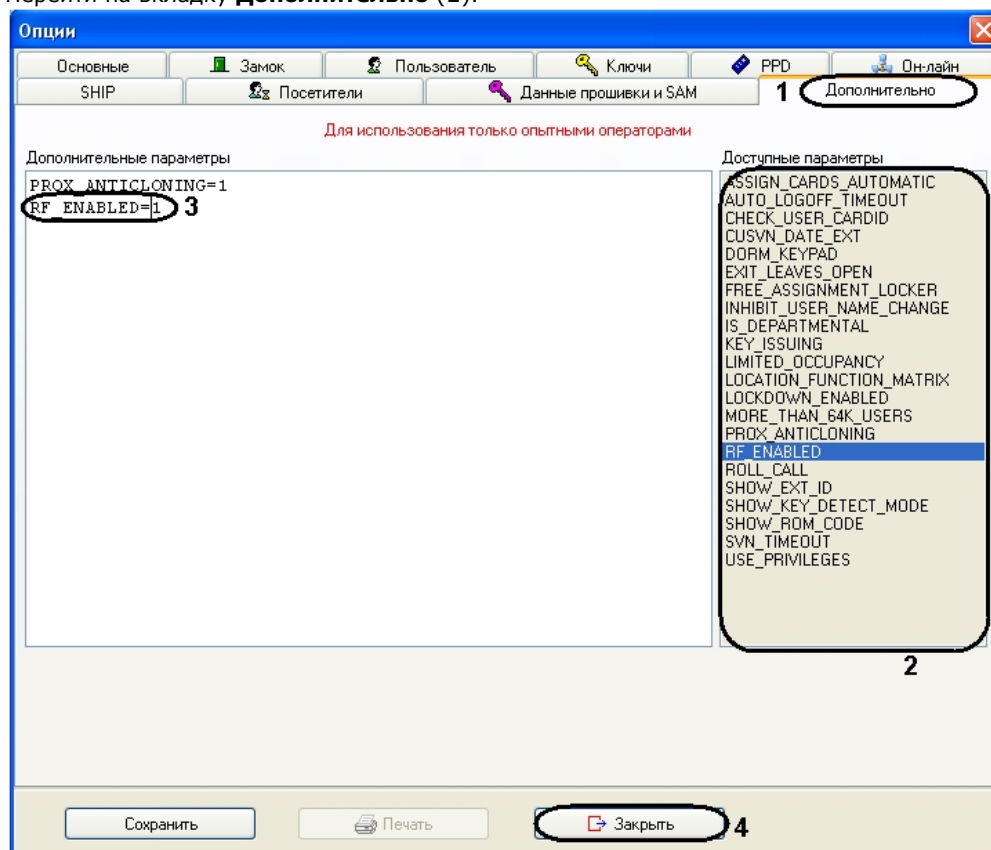 Перейти на вкладку Дополнительно (1).
Опции
Основные Замок Пользователь Ключи PPD Он-лайн
SHIP Посетители Данные прошивки и SAM 1 Дополнительно
Для использования только опытными операторами
Дополнительные параметры
PROX_ANTICLONING=1
RF_ENABLED=1 3
Доступные параметры
ASSIGN_CARDS_AUTOMATIC
AUTO_LOGOFF_TIMEOUT
CHECK_USER_CARDID
CUSVN_DATE_EXT
DORM_KEYPAD
EXIT_LEAVES_OPEN
FREE_ASSIGNMENT_LOCKER
INHIBIT_USER_NAME_CHANGE
IS_DEPARTMENTAL
KEY_ISSUING
LIMITED_OCCUPANCY
LOCATION_FUNCTION_MATRIX
LOCKDOWN_ENABLED
MORE_THAN_64K_USERS
PROX_ANTICLONING
RF_ENABLED
ROLL_CALL
SHOW_EXT_ID
SHOW_KEY_DETECT_MODE
SHOW_ROM_CODE
SVN_TIMEOUT
USE_PRIVILEGES
2
Сохранить Печать Закрыть 4